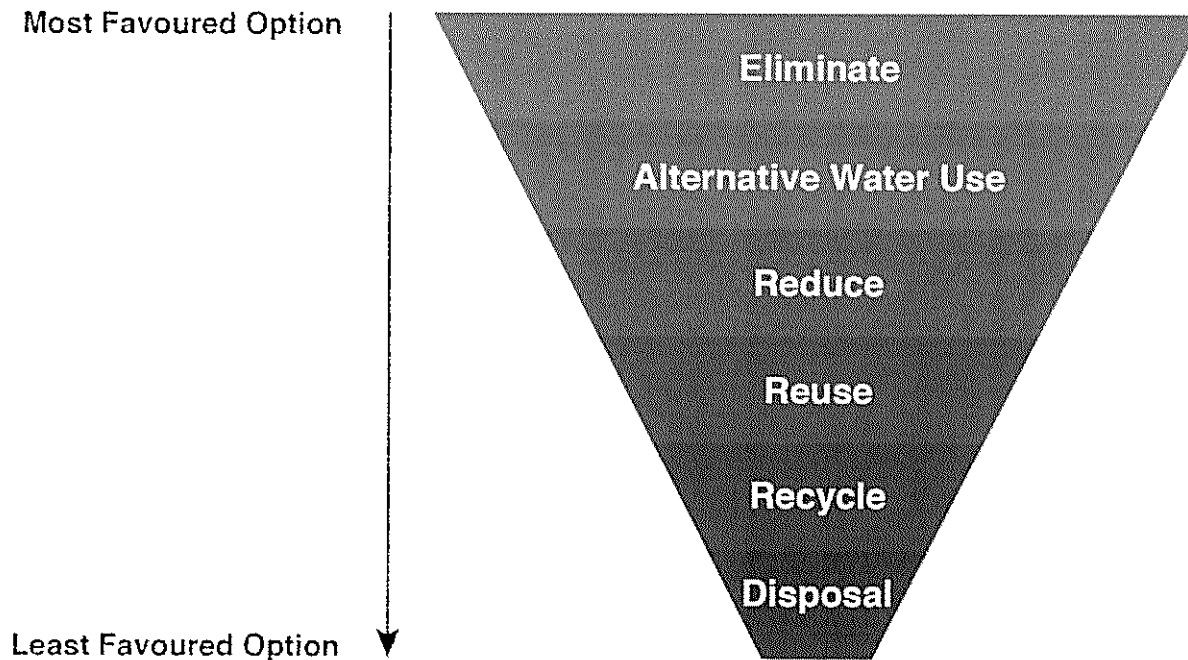 Most Favoured Option
Eliminate
Alternative Water Use
Reduce
Reuse
Recycle
Disposal
Least Favoured Option